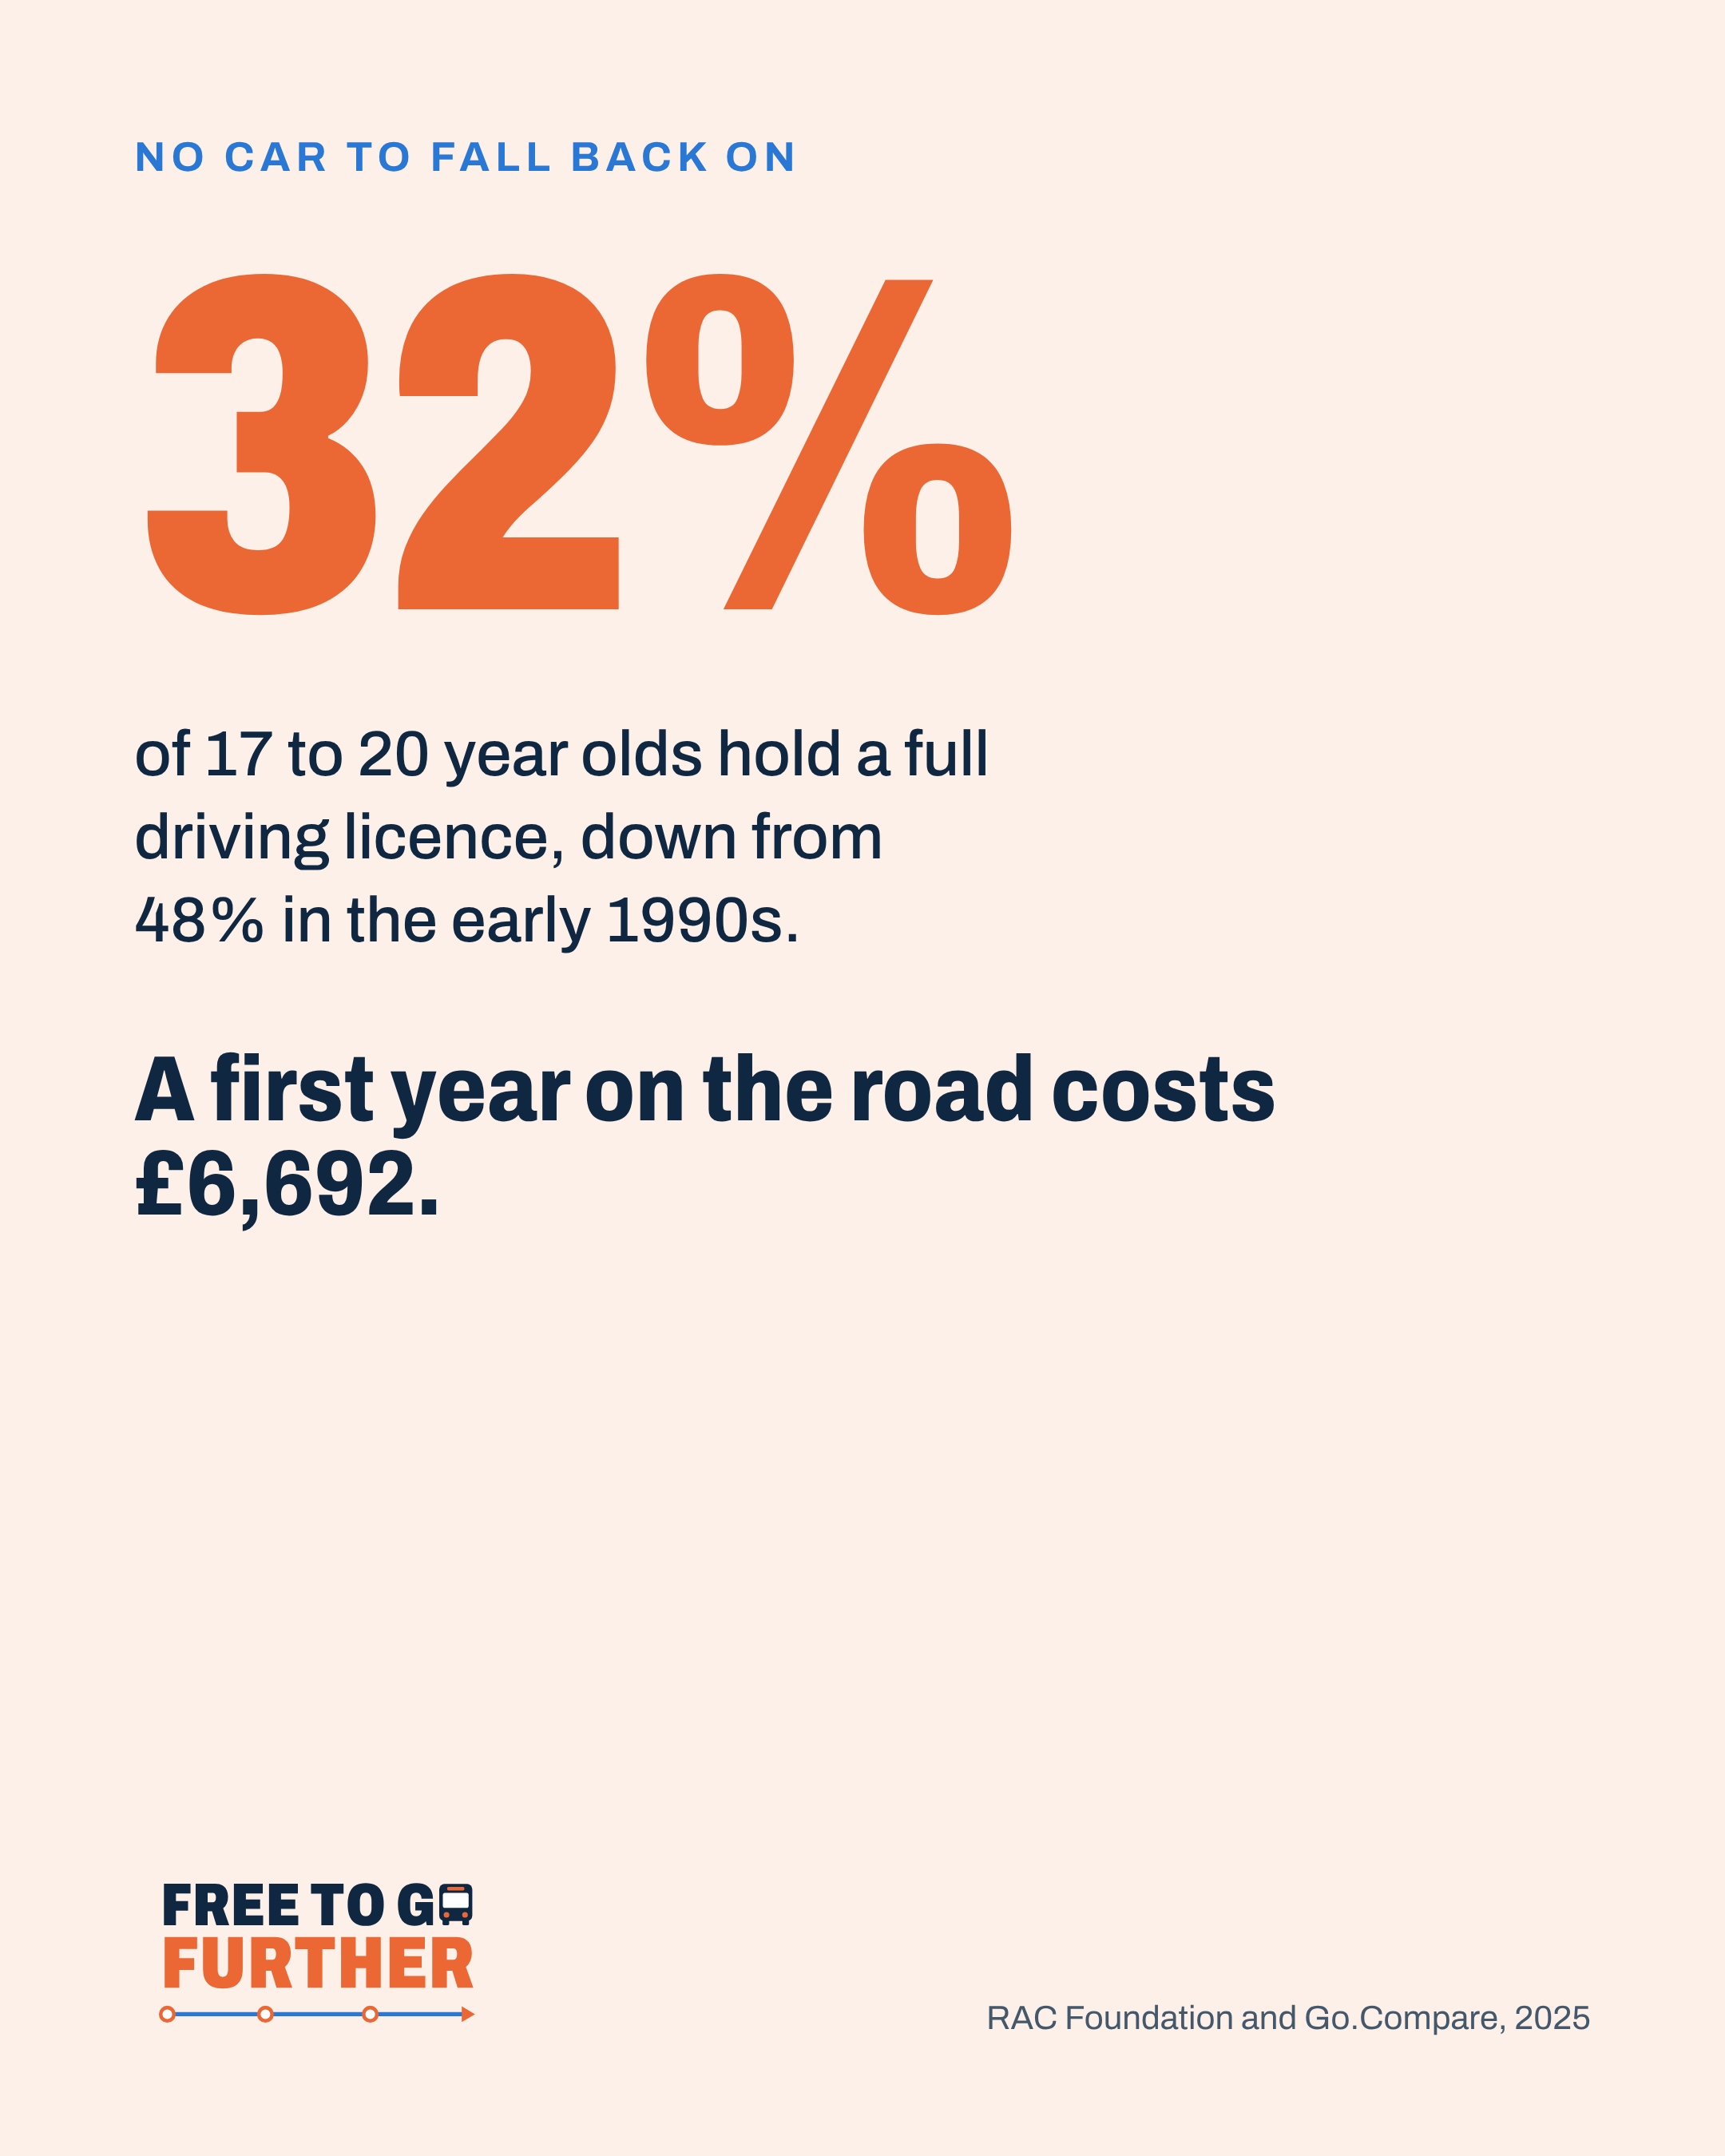 NO CAR TO FALL BACK ON
32%
of 17 to 20 year olds hold a full
driving licence, down from
48% in the early 1990s.
A first year on the road costs
£6,692.
FREE TO GO
FURTHER
RAC Foundation and Go.Compare, 2025